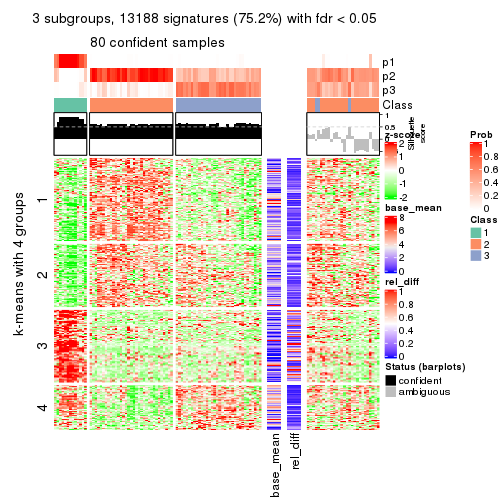 3 subgroups, 13188 signatures (75.2%) with fdr < 0.05
80 confident samples
p1
p2
p3
Class
1
0.5
0
Silhouette
score
k-means with 4 groups
1
2
3
4
base_mean
rel_diff
z-score
2
1
0
-1
-2
base_mean
8
6
4
2
0
rel_diff
1
0.8
0.6
0.4
0.2
0
Status (barplots)
confident
ambiguous
Prob
1
0.8
0.6
0.4
0.2
0
Class
1
2
3